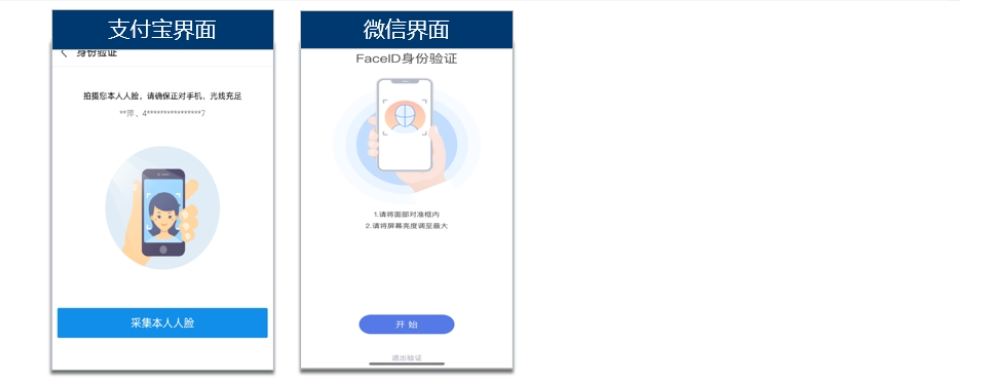 支付宝界面
身份验证
拍摄您本人人脸，请确保正对手机，光线充足
**萍，4***************7
采集本人人脸
微信界面
FaceID身份验证
1.请将面部对准框内
2.请将屏幕亮度调至最大
开 始
退出验证